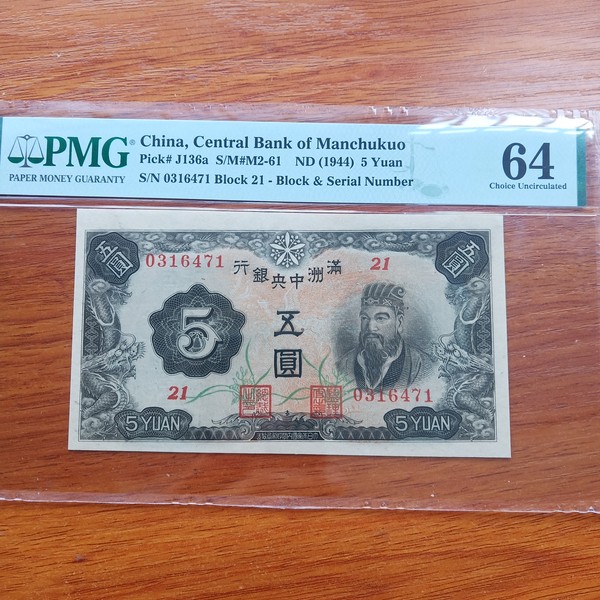 PMG®
PAPER MONEY GUARANTY
China, Central Bank of Manchukuo
Pick# J136a S/M#M2-61 ND (1944) 5 Yuan
S/N 0316471 Block 21 - Block & Serial Number
64
Choice Uncirculated
五圓
五圓
0316471
21
行銀央中洲滿
5
五圓
21
0316471
5 YUAN
5 YUAN